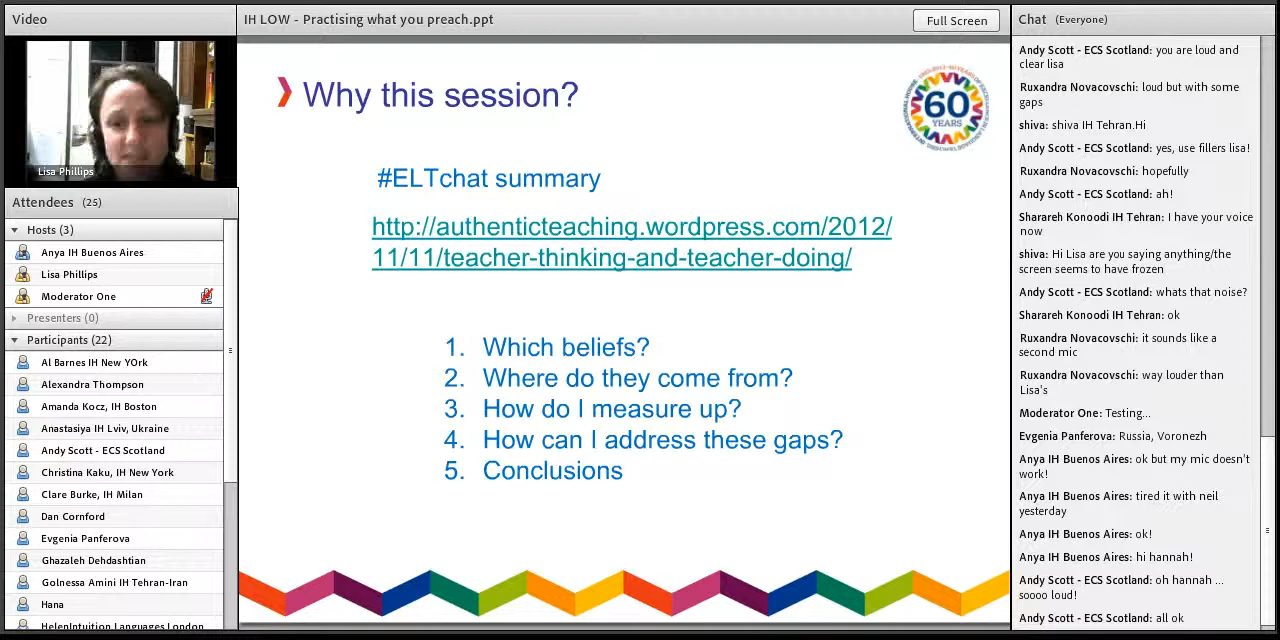 Video
Lisa Phillips
Attendees (25)
Hosts (3)
Anya IH Buenos Aires
Lisa Phillips
Moderator One
Presenters (0)
Participants (22)
Al Barnes IH New YOrk
Alexandra Thompson
Amanda Kocz, IH Boston
Anastasiya IH Lviv, Ukraine
Andy Scott - ECS Scotland
Christina Kaku, IH New York
Clare Burke, IH Milan
Dan Cornford
Evgenia Panferova
Ghazaleh Dehdashtian
Golnessa Amini IH Tehran-Iran
Hana
HelenIntuition Languages London
IH LOW - Practising what you preach.ppt
Full Screen
Why this session?
60
YEARS
#ELTchat summary
http://authenticteaching.wordpress.com/2012/
11/11/teacher-thinking-and-teacher-doing/
1. Which beliefs?
2. Where do they come from?
3. How do I measure up?
4. How can I address these gaps?
5. Conclusions
Chat (Everyone)
Andy Scott - ECS Scotland: you are loud and
clear lisa
Ruxandra Novacovschi: loud but with some
gaps
shiva: shiva IH Tehran.Hi
Andy Scott - ECS Scotland: yes, use fillers lisa!
Ruxandra Novacovschi: hopefully
Andy Scott - ECS Scotland: ah!
Sharareh Konoodi IH Tehran: I have your voice
now
shiva: Hi Lisa are you saying anything/the
screen seems to have frozen
Andy Scott - ECS Scotland: whats that noise?
Sharareh Konoodi IH Tehran: ok
Ruxandra Novacovschi: it sounds like a
second mic
Ruxandra Novacovschi: way louder than
Lisa's
Moderator One: Testing...
Evgenia Panferova: Russia, Voronezh
Anya IH Buenos Aires: ok but my mic doesn't
work!
Anya IH Buenos Aires: tired it with neil
yesterday
Anya IH Buenos Aires: ok!
Anya IH Buenos Aires: hi hannah!
Andy Scott - ECS Scotland: oh hannah ...
soooo loud!
Andy Scott - ECS Scotland: all ok